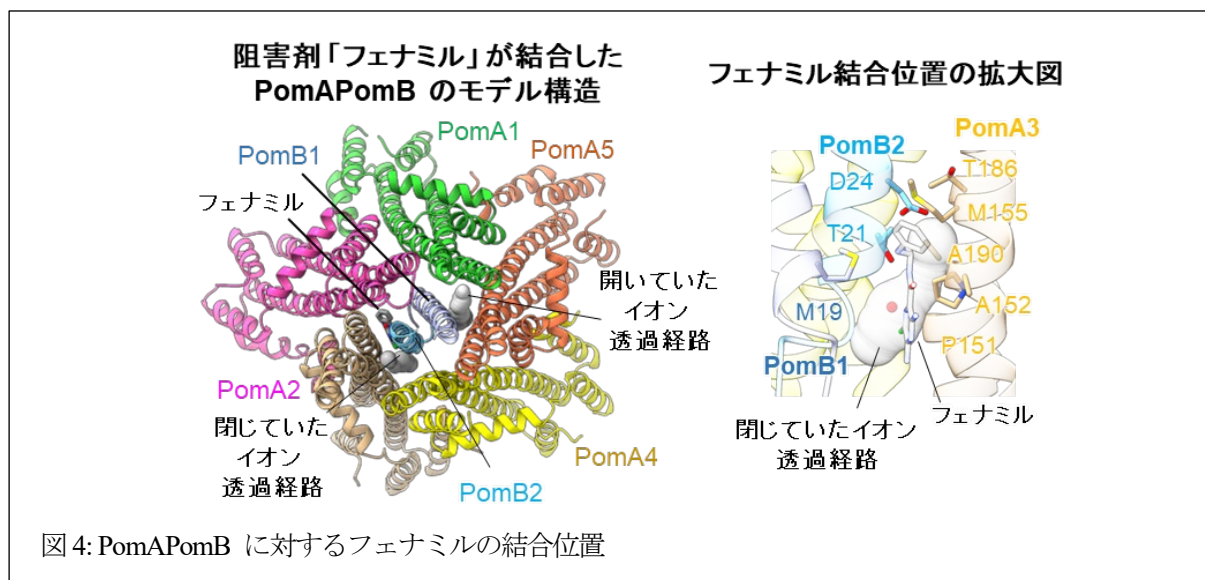 阻害剤「フェナミル」が結合した
PomAPomB のモデル構造
PomA1
PomB1
PomA5
フェナミル
開いていた
イオン
透過経路
PomA2
閉じていた
イオン
透過経路
PomA4
PomB2
フェナミル結合位置の拡大図
PomA3
PomB2
T186
D24
M155
T21
A190
M19
A152
P151
PomB1
フェナミル
閉じていたイオン
透過経路
図 4: PomAPomB に対するフェナミルの結合位置